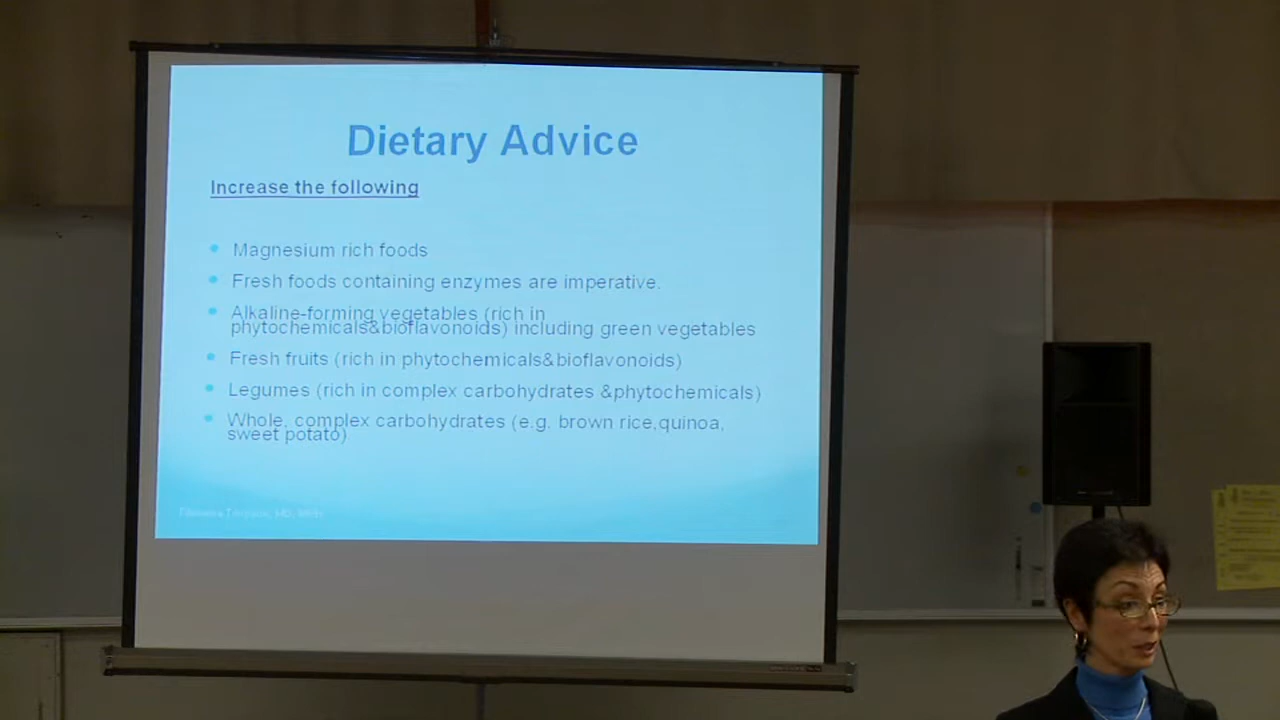 Dietary Advice
Increase the following
Magnesium rich foods
Fresh foods containing enzymes are imperative.
Alkaline-forming vegetables (rich in
phytochemicals&bioflavonoids) including green vegetables
Fresh fruits (rich in phytochemicals&bioflavonoids)
Legumes (rich in complex carbohydrates &phytochemicals)
Whole, complex carbohydrates (e.g. brown rice,quinoa,
sweet potato)